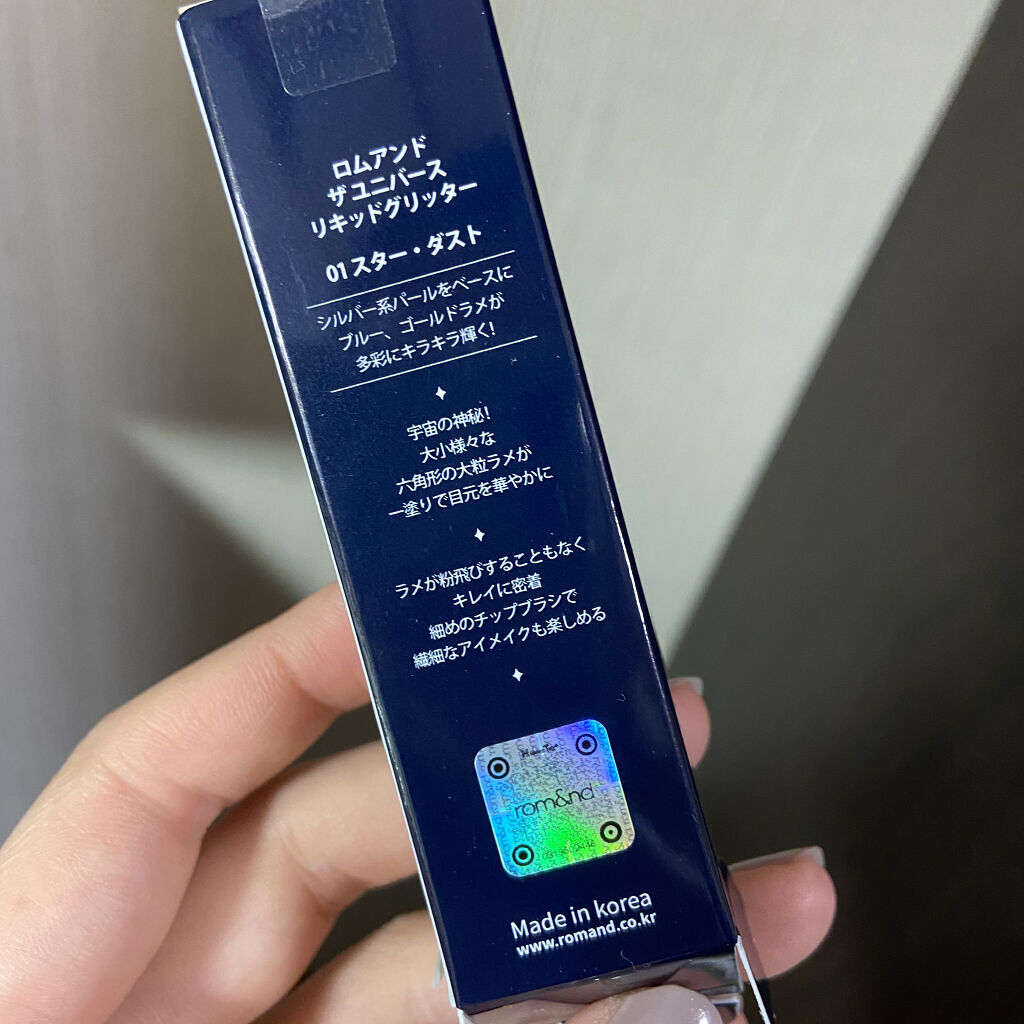 ロムアンド
ザ ユニバース
リキッドグリッター
01 スター・ダスト
シルバー系パールをベースに
ブルー、ゴールドラメが
多彩にキラキラ輝く!
宇宙の神秘!
大小様々な
六角形の大粒ラメが
一塗りで目元を華やかに
ラメが粉飛びすることもなく
キレイに密着
細めのチップブラシで
繊細なアイメイクも楽しめる
rom&nd
Made in korea
www.romand.co.kr